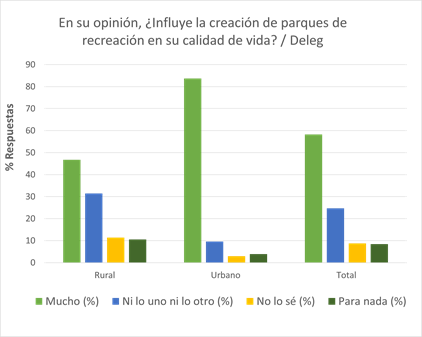 En su opinión, ¿Influye la creación de parques de
recreación en su calidad de vida? / Deleg
% Respuestas
90
80
70
60
50
40
30
20
10
0
Rural Urbano Total
Mucho (%) Ni lo uno ni lo otro (%) No lo sé (%) Para nada (%)